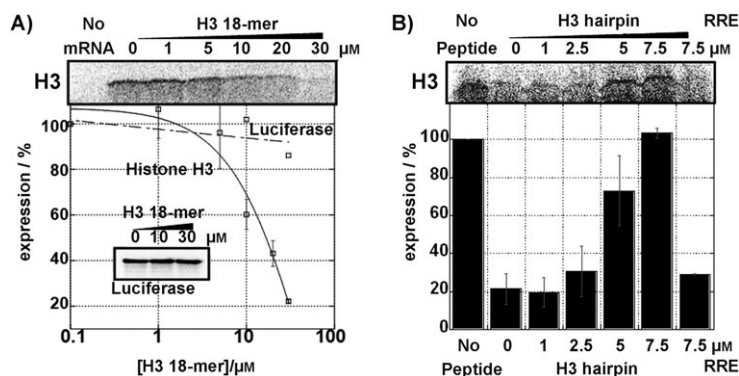 A) No H3 18-mer
mRNA 0 1 5 10 20 30 μM
H3
100
80
60
40
20
expression / %
Luciferase
Histone H3
H3 18-mer
0 10 30 μM
Luciferase
0.1 1 10 100
[H3 18-mer]/μM
B) No H3 hairpin RRE
Peptide 0 1 2.5 5 7.5 7.5 μM
H3
100
80
60
40
20
0
expression / %
No 0 1 2.5 5 7.5 7.5 μM
Peptide H3 hairpin RRE